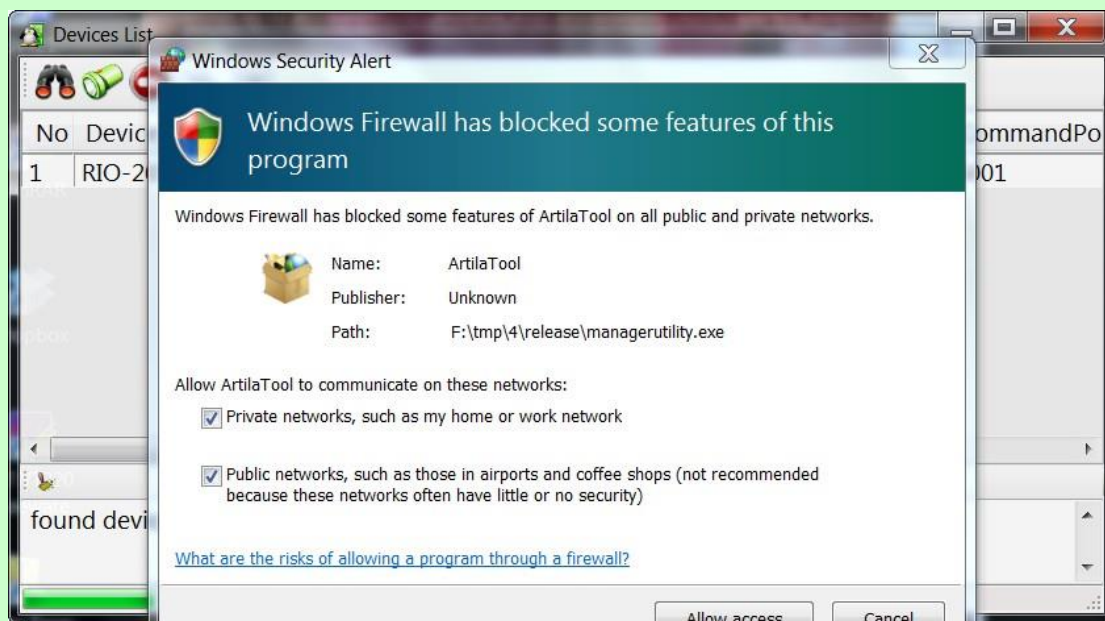 Devices List
Windows Security Alert
Windows Firewall has blocked some features of this
program
No Devic
ommandPo
1 RIO-20
001
Windows Firewall has blocked some features of ArtilaTool on all public and private networks.
Name: ArtilaTool
Publisher: Unknown
Path: F:\tmp\4\release\managerutility.exe
Allow ArtilaTool to communicate on these networks:
Private networks, such as my home or work network
Public networks, such as those in airports and coffee shops (not recommended
because these networks often have little or no security)
found devi
What are the risks of allowing a program through a firewall?
Allow access Cancel